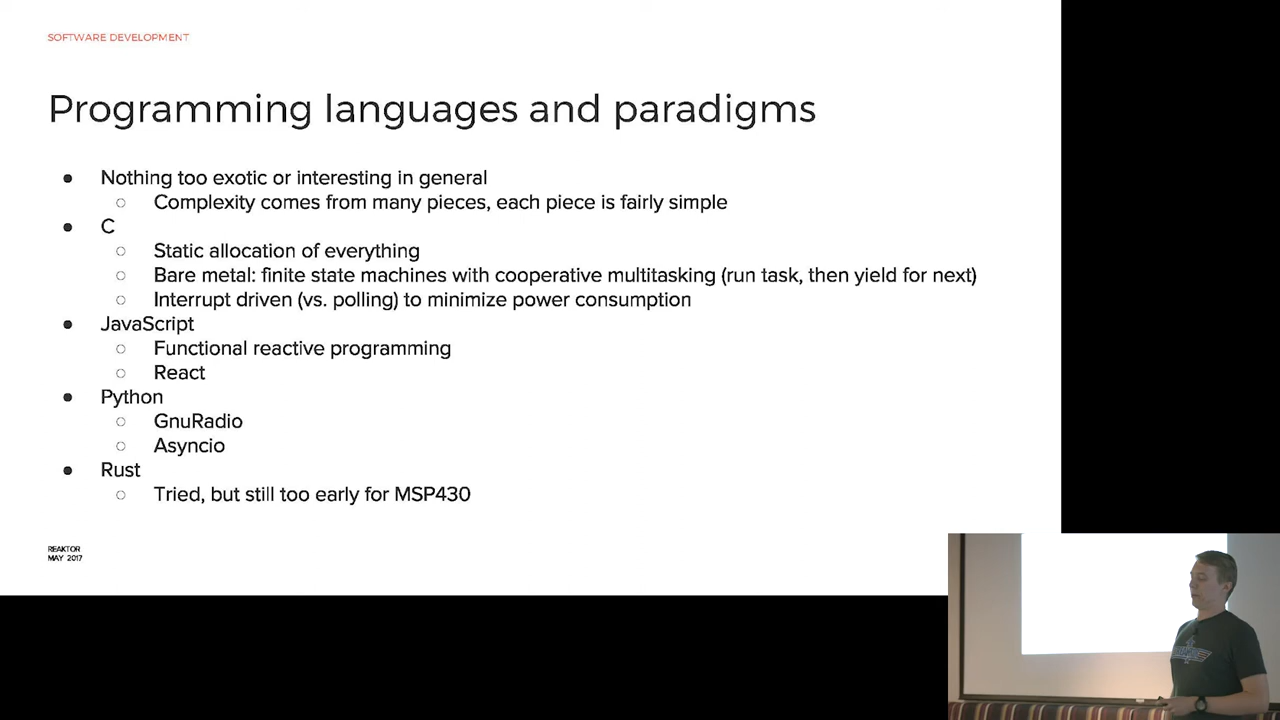 SOFTWARE DEVELOPMENT
Programming languages and paradigms
● Nothing too exotic or interesting in general
○ Complexity comes from many pieces, each piece is fairly simple
● C
○ Static allocation of everything
○ Bare metal: finite state machines with cooperative multitasking (run task, then yield for next)
○ Interrupt driven (vs. polling) to minimize power consumption
● JavaScript
○ Functional reactive programming
○ React
● Python
○ GnuRadio
○ Asyncio
● Rust
○ Tried, but still too early for MSP430
REAKTOR
MAY 2017